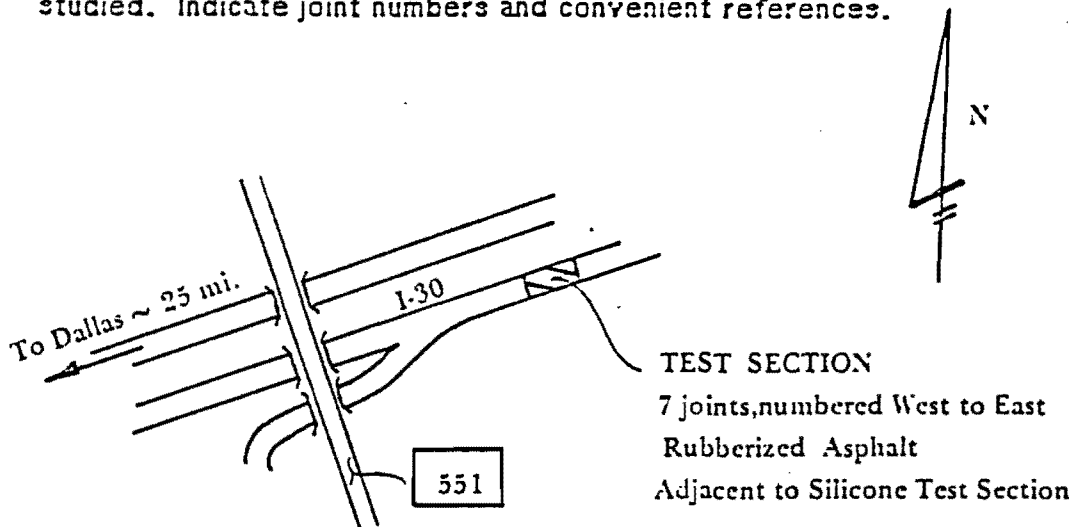 studied. Indicate joint numbers and convenient references.
N
To Dallas ~ 25 mi.
I-30
TEST SECTION
7 joints,numbered West to East
Rubberized Asphalt
Adjacent to Silicone Test Section
551